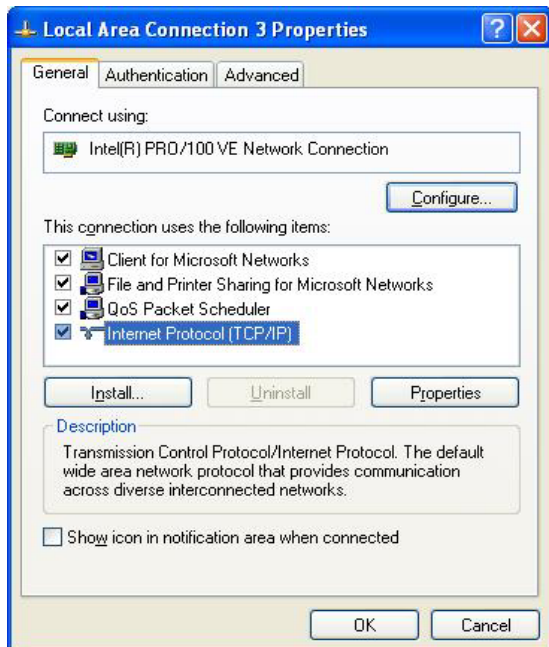 Local Area Connection 3 Properties
General Authentication Advanced
Connect using:
Intel(R) PRO/100 VE Network Connection
Configure...
This connection uses the following items:
Client for Microsoft Networks
File and Printer Sharing for Microsoft Networks
QoS Packet Scheduler
Internet Protocol (TCP/IP)
Install... Uninstall Properties
Description
Transmission Control Protocol/Internet Protocol. The default
wide area network protocol that provides communication
across diverse interconnected networks.
Show icon in notification area when connected
OK Cancel